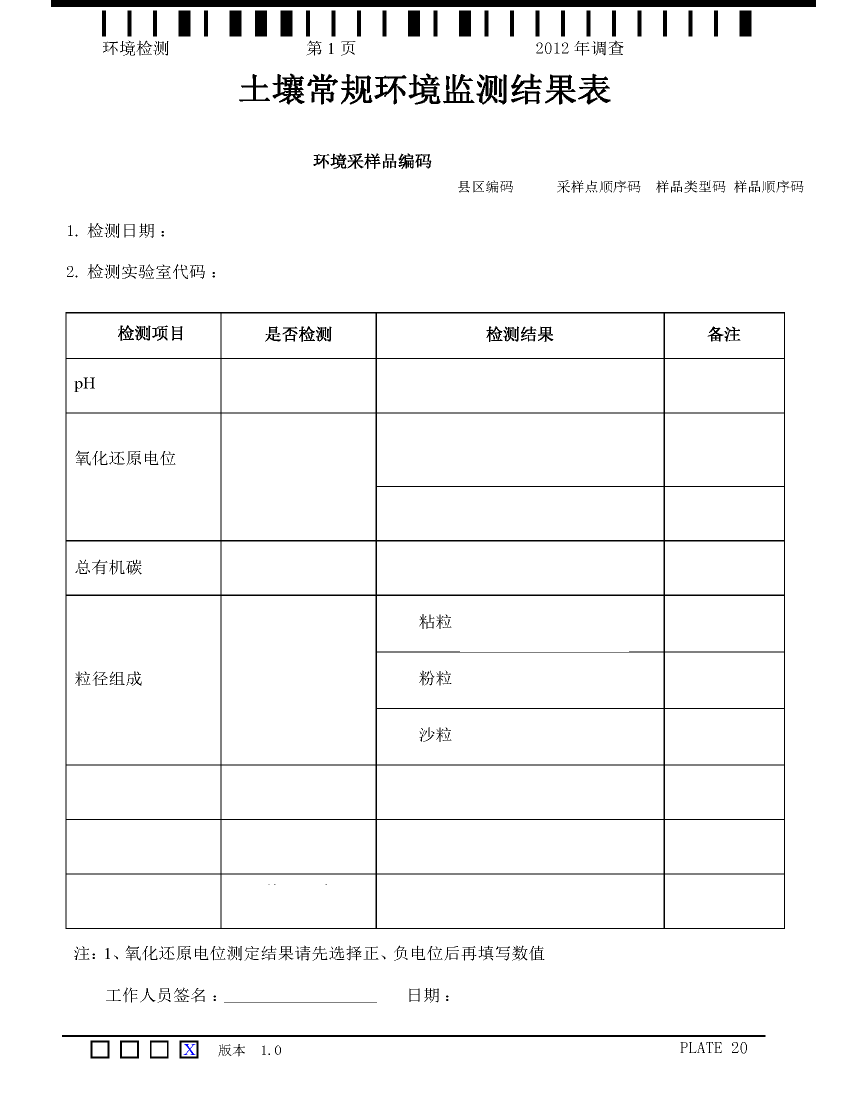 环境检测 第 1 页 2012 年调查
土壤常规环境监测结果表
环境采样品编码
县区编码 采样点顺序码 样品类型码 样品顺序码
1. 检测日期：
2. 检测实验室代码：
检测项目 是否检测 检测结果 备注
pH
氧化还原电位
总有机碳
粘粒
粒径组成 粉粒
沙粒
注：1、氧化还原电位测定结果请先选择正、负电位后再填写数值
工作人员签名：__________________ 日期：
X 版本 1.0 PLATE 20